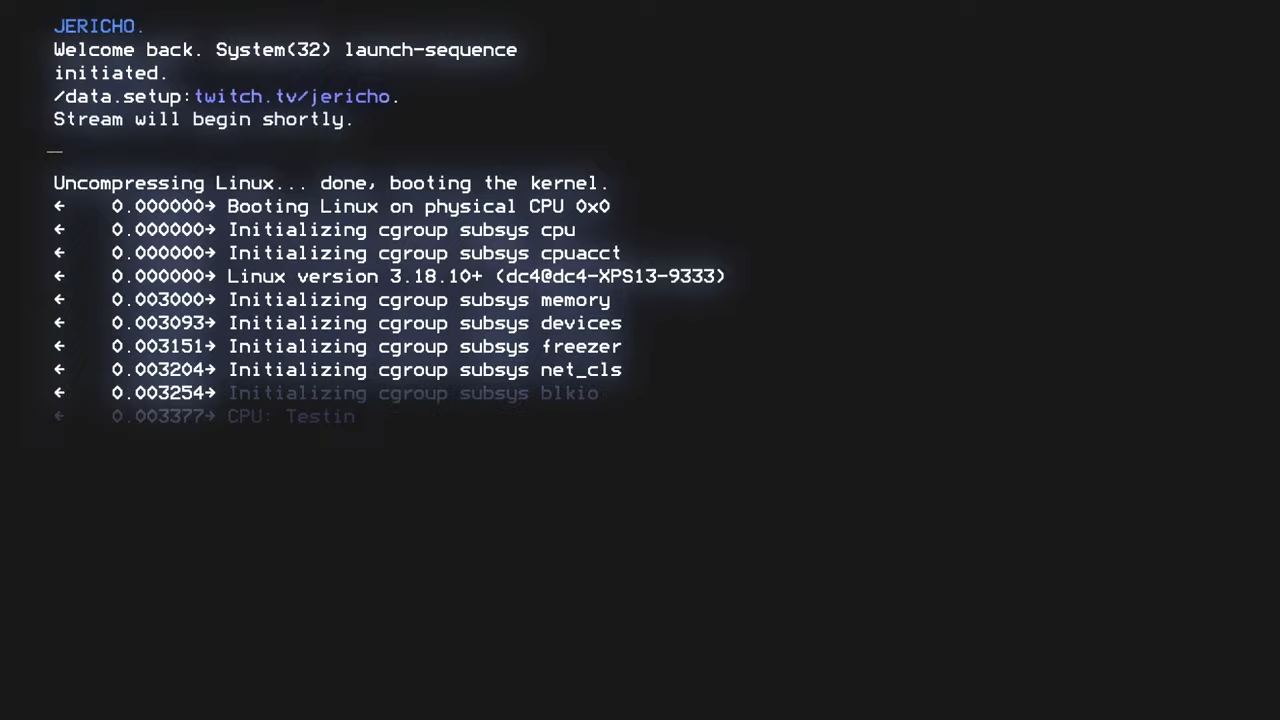 JERICHO.
Welcome back. System(32) launch-sequence
initiated.
/data.setup:twitch.tv/jericho.
Stream will begin shortly.
_
Uncompressing Linux... done, booting the kernel.
← 0.000000→ Booting Linux on physical CPU 0x0
← 0.000000→ Initializing cgroup subsys cpu
← 0.000000→ Initializing cgroup subsys cpuacct
← 0.000000→ Linux version 3.18.10+ (dc4@dc4-XPS13-9333)
← 0.003000→ Initializing cgroup subsys memory
← 0.003093→ Initializing cgroup subsys devices
← 0.003151→ Initializing cgroup subsys freezer
← 0.003204→ Initializing cgroup subsys net_cls
← 0.003254→ Initializing cgroup subsys blkio
← 0.003377→ CPU: Testin